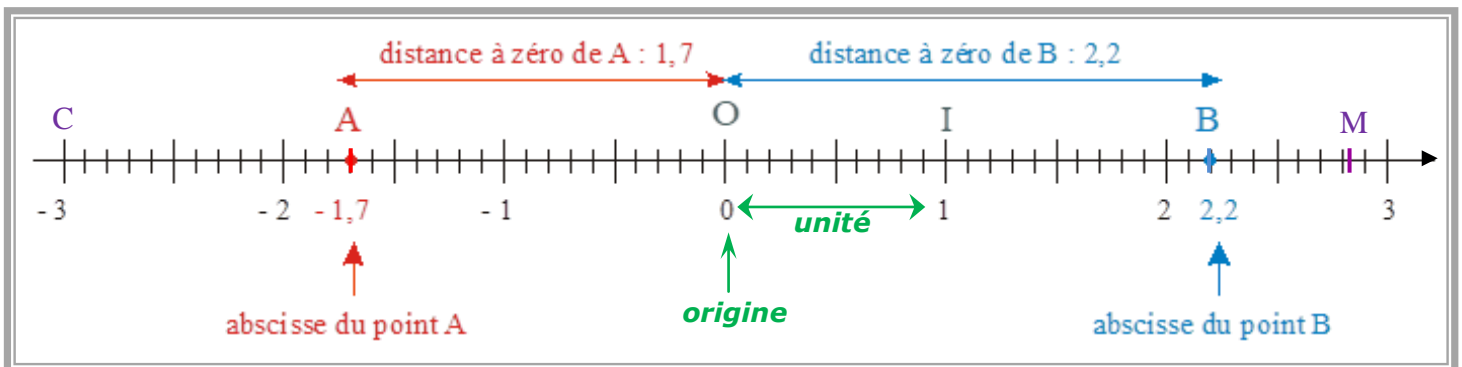 distance à zéro de A : 1,7 distance à zéro de B : 2,2
C A O I B M
- 3 - 2 - 1,7 - 1 0 1 2 2,2 3
unité
origine
abscisse du point A abscisse du point B